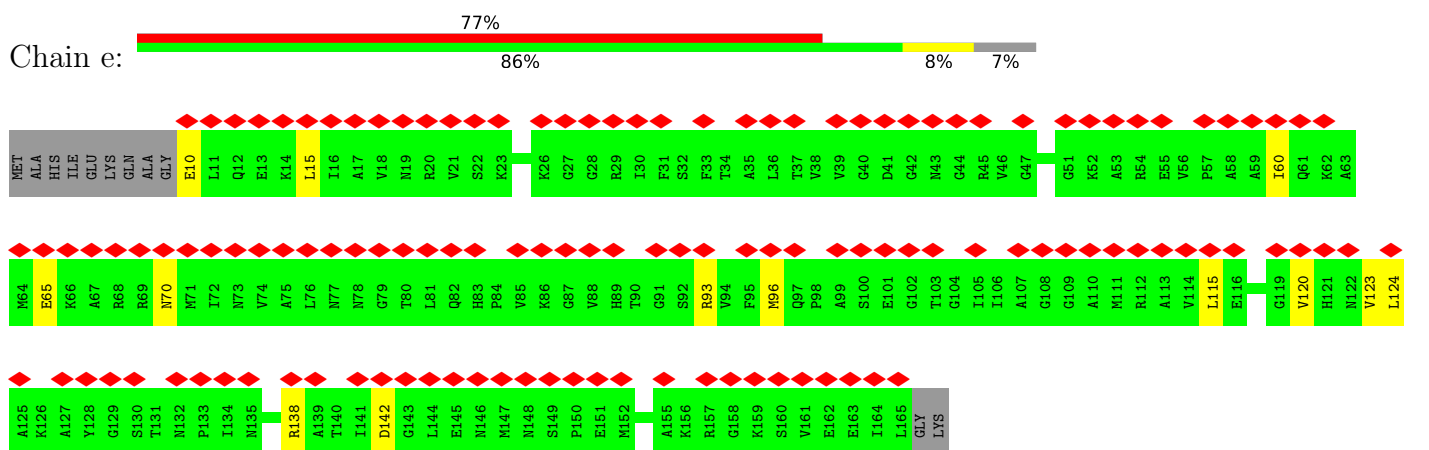 77%
Chain e:
86% 8% 7%
MET ALA HIS ILE GLU LYS GLN ALA GLY E10 L11 Q12 E13 K14 L15 I16 A17 V18 N19 R20 V21 S22 K23 K26 G27 G28 R29 I30 F31 S32 F33 T34 A35 L36 T37 V38 V39 G40 D41 G42 N43 G44 R45 V46 G47 G51 K52 A53 R54 E55 V56 P57 A58 A59 I60 Q61 K62 A63
M64 E65 K66 A67 R68 R69 N70 M71 I72 N73 V74 A75 L76 N77 N78 G79 T80 L81 Q82 H83 P84 V85 K86 G87 V88 H89 T90 G91 S92 R93 V94 F95 M96 Q97 P98 A99 S100 E101 G102 T103 G104 I105 I106 A107 G108 G109 A110 M111 R112 A113 V114 L115 E116 G119 V120 H121 N122 V123 L124
A125 K126 A127 Y128 G129 S130 T131 N132 P133 I134 N135 R138 A139 T140 I141 D142 G143 L144 E145 N146 M147 N148 S149 P150 E151 M152 A155 K156 R157 G158 K159 S160 V161 E162 E163 I164 L165 GLY LYS